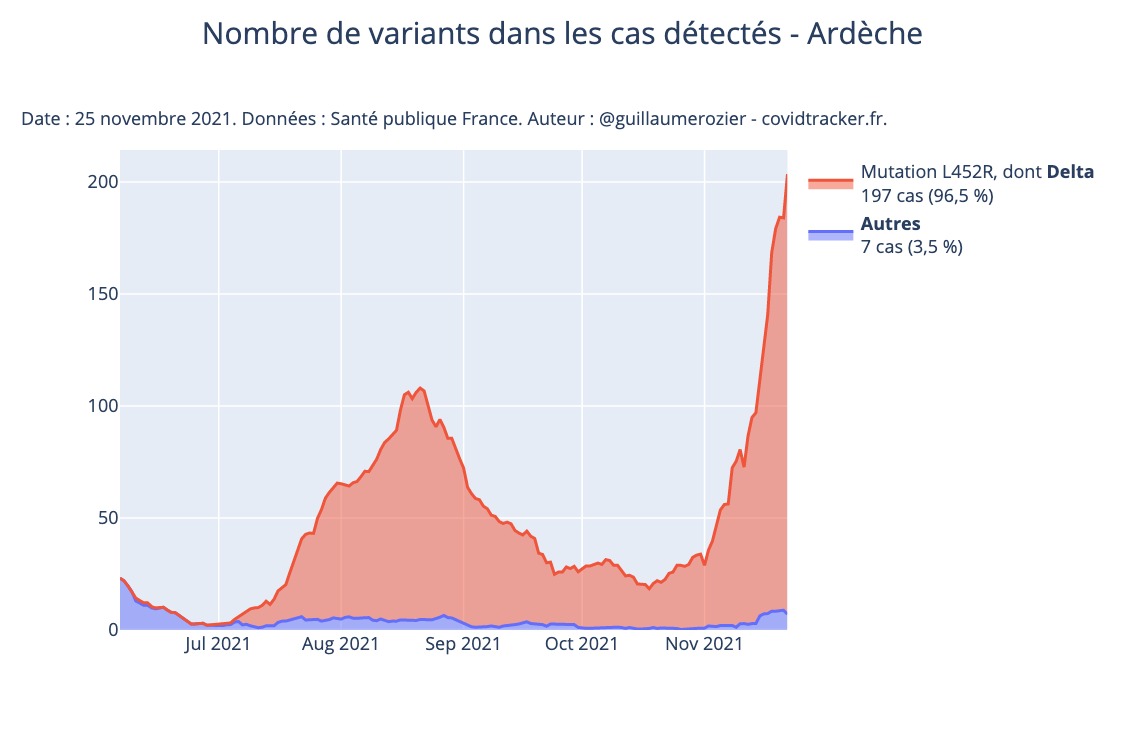 Nombre de variants dans les cas détectés - Ardèche
Date : 25 novembre 2021. Données : Santé publique France. Auteur : @guillaumerozier - covidtracker.fr.
Mutation L452R, dont Delta
197 cas (96,5 %)
Autres
7 cas (3,5 %)
200
150
100
50
0
Jul 2021
Aug 2021
Sep 2021
Oct 2021
Nov 2021